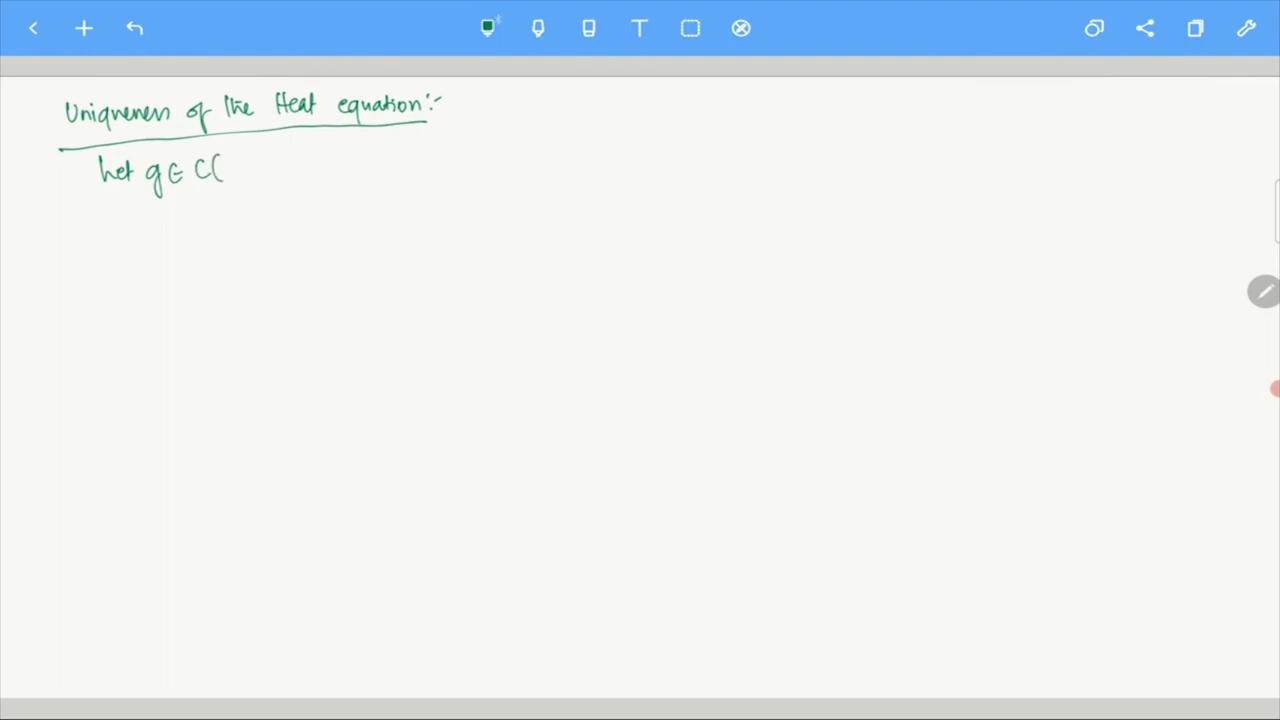 Uniqueness of the Heat equation:-
Let g ∈ C(